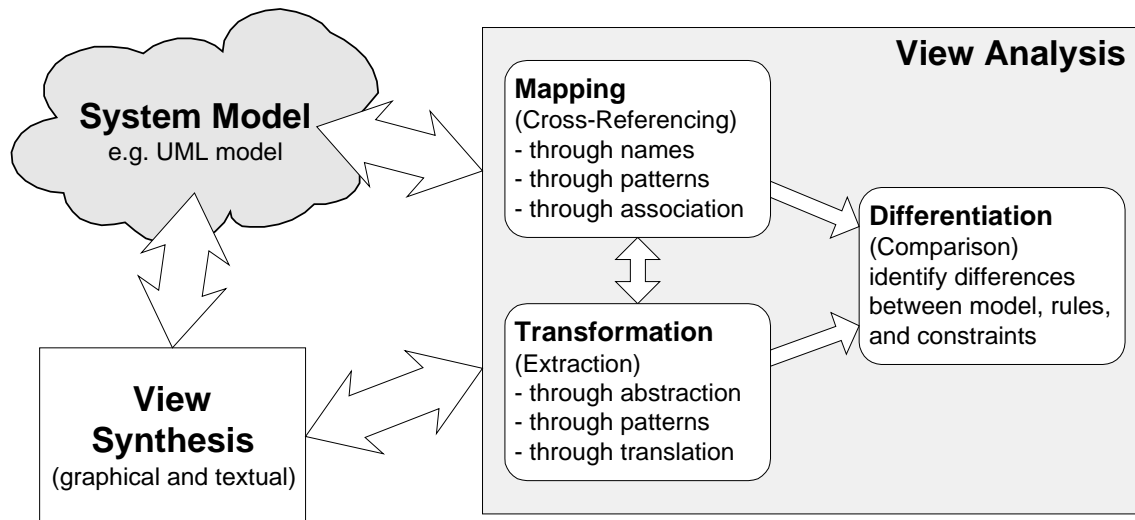 System Model
e.g. UML model
View
Synthesis
(graphical and textual)
View Analysis
Mapping
(Cross-Referencing)
- through names
- through patterns
- through association
Transformation
(Extraction)
- through abstraction
- through patterns
- through translation
Differentiation
(Comparison)
identify differences
between model, rules,
and constraints